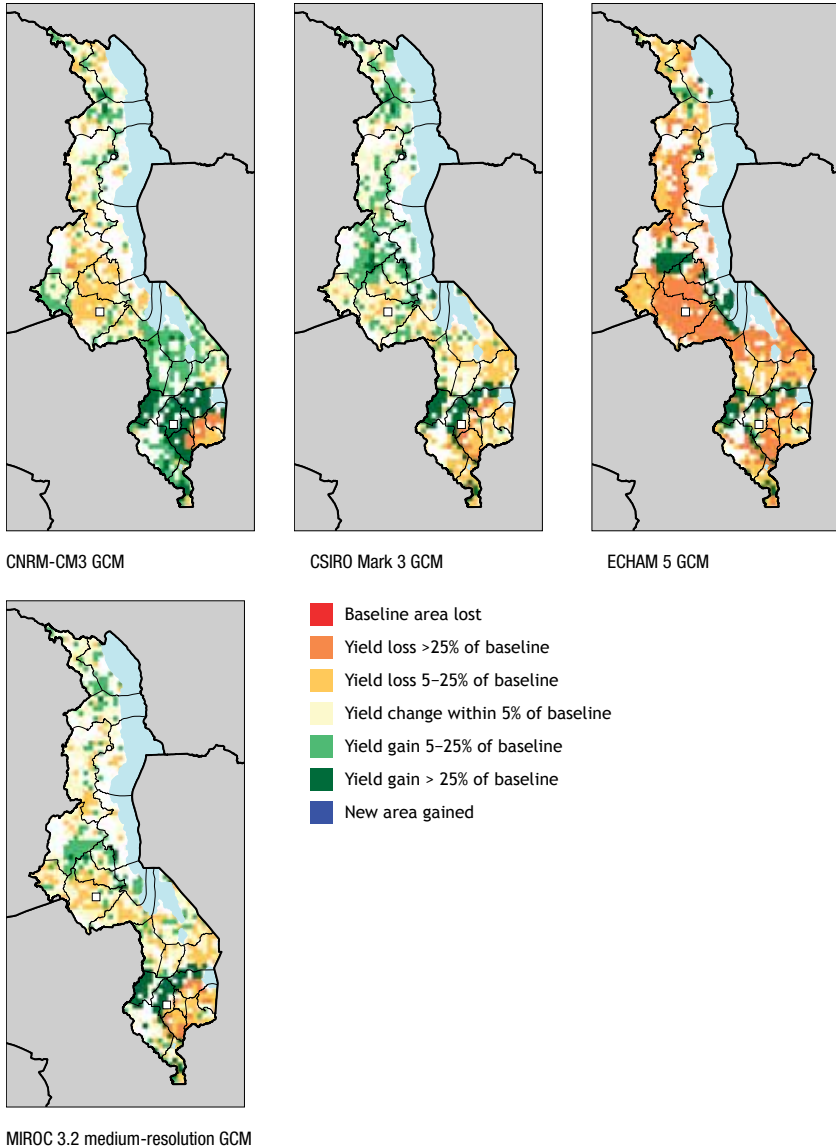 CNRM-CM3 GCM
CSIRO Mark 3 GCM
ECHAM 5 GCM
Baseline area lost
Yield loss >25% of baseline
Yield loss 5–25% of baseline
Yield change within 5% of baseline
Yield gain 5–25% of baseline
Yield gain > 25% of baseline
New area gained
MIROC 3.2 medium-resolution GCM